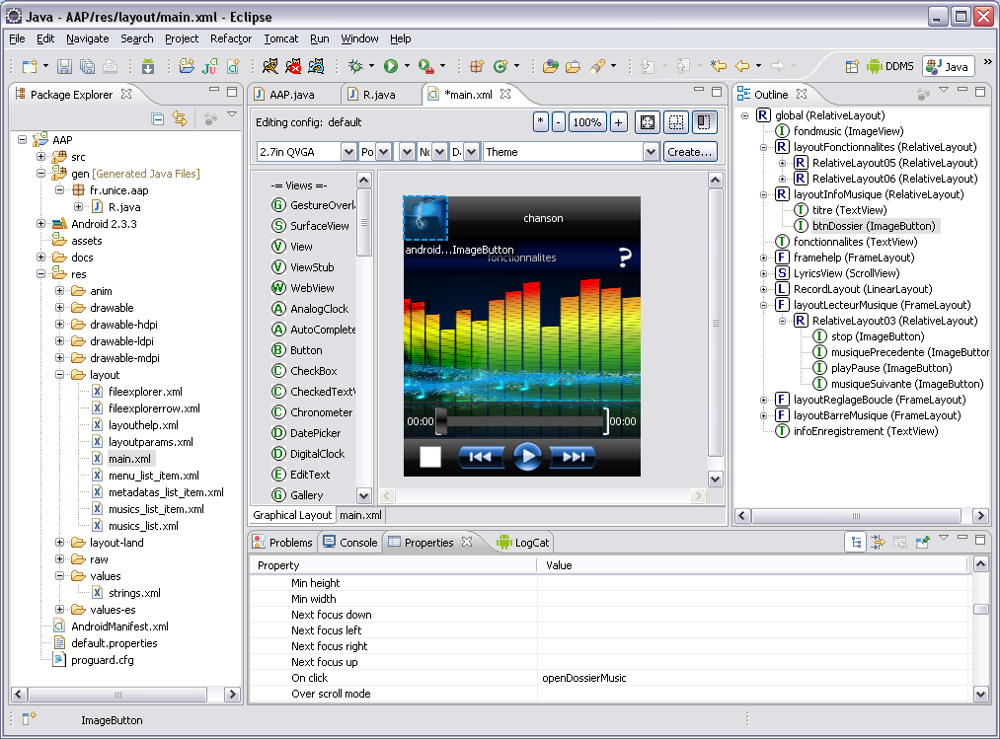 Java - AAP/res/layout/main.xml - Eclipse
File Edit Navigate Search Project Refactor Tomcat Run Window Help
DDMS Java
Package Explorer
AAP
src
gen [Generated Java Files]
fr.unice.aap
R.java
Android 2.3.3
assets
docs
res
anim
drawable
drawable-hdpi
drawable-ldpi
drawable-mdpi
layout
fileexplorer.xml
fileexplorerrow.xml
layouthelp.xml
layoutparams.xml
main.xml
menu_list_item.xml
metadatas_list_item.xml
musics_list_item.xml
musics_list.xml
layout-land
raw
values
strings.xml
values-es
AndroidManifest.xml
default.properties
proguard.cfg
AAP.java R.java *main.xml
Editing config: default
* - 100% +
2.7in QVGA Po Theme Create...
-= Views =-
GestureOverl
SurfaceView
View
ViewStub
WebView
AnalogClock
AutoComplete
Button
CheckBox
CheckedTextV
Chronometer
DatePicker
DigitalClock
EditText
Gallery
chanson
android...ImageButton
fonctionnalites
?
00:00 00:00
Graphical Layout main.xml
Outline
global (RelativeLayout)
fondmusic (ImageView)
layoutFonctionnalites (RelativeLayout)
RelativeLayout05 (RelativeLayout)
RelativeLayout06 (RelativeLayout)
layoutInfoMusique (RelativeLayout)
titre (TextView)
btnDossier (ImageButton)
fonctionnalites (TextView)
framehelp (FrameLayout)
LyricsView (ScrollView)
RecordLayout (LinearLayout)
layoutLecteurMusique (FrameLayout)
RelativeLayout03 (RelativeLayout)
stop (ImageButton)
musiquePrecedente (ImageButton
playPause (ImageButton)
musiqueSuivante (ImageButton)
layoutReglageBoucle (FrameLayout)
layoutBarreMusique (FrameLayout)
infoEnregistrement (TextView)
Problems Console Properties LogCat
Property Value
Min height
Min width
Next focus down
Next focus left
Next focus right
Next focus up
On click openDossierMusic
Over scroll mode
ImageButton